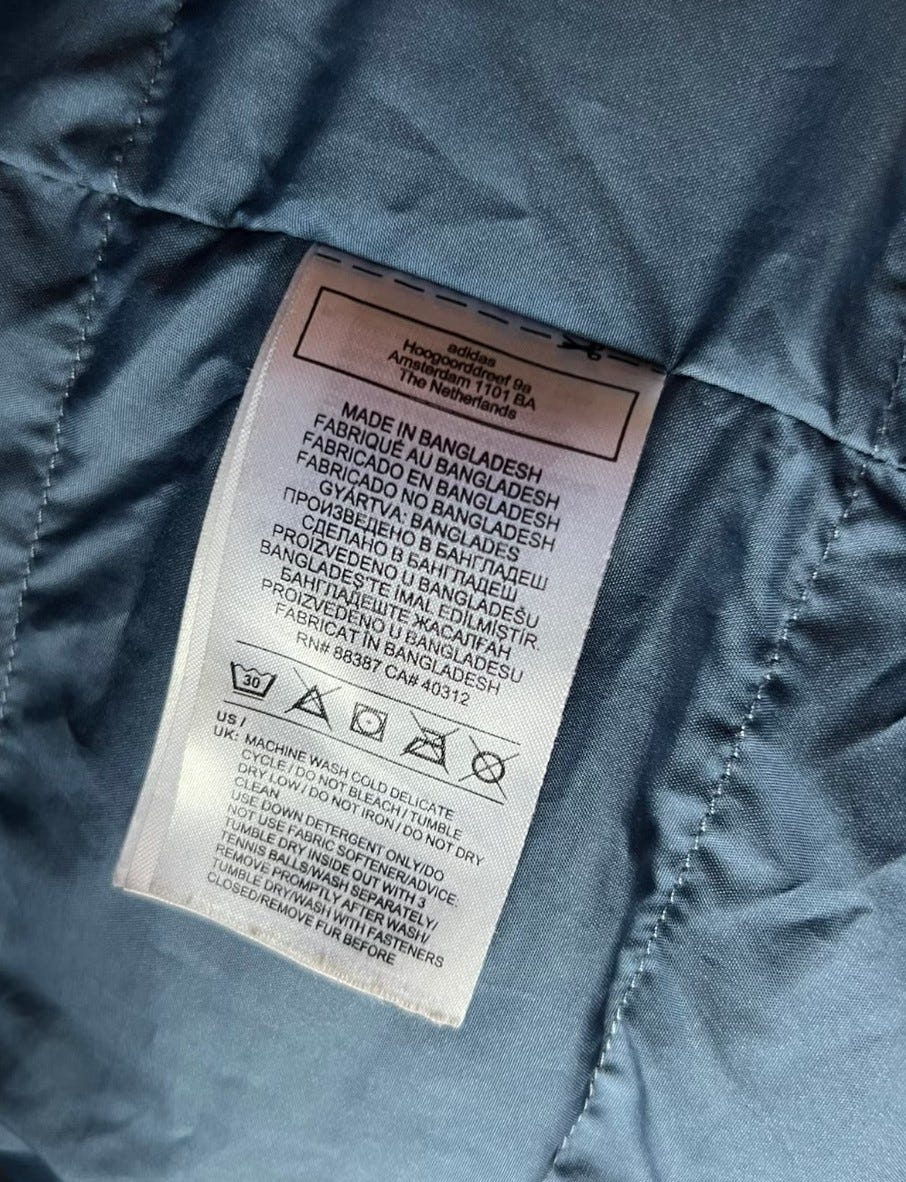 adidas
Hoogoorddreef 9a
Amsterdam 1101 BA
The Netherlands
MADE IN BANGLADESH
FABRIQUÉ AU BANGLADESH
FABRICADO EN BANGLADESH
FABRICADO NO BANGLADESH
GYÁRTVA: BANGLADES
ПРОИЗВЕДЕНО В БАНГЛАДЕШ
СДЕЛАНО В БАНГЛАДЕШ
PROIZVEDENO U BANGLADEŠU
BANGLADEŞ'TE IMAL EDİLMİŞTİR.
БАНГЛАДЕШТЕ ЖАСАЛҒАН
PROIZVEDENO U BANGLADESU
FABRICAT ÎN BANGLADESH
RN# 88387 CA# 40312
30
US /
UK: MACHINE WASH COLD DELICATE
CYCLE / DO NOT BLEACH / TUMBLE
DRY LOW / DO NOT IRON / DO NOT DRY
CLEAN
USE DOWN DETERGENT ONLY/DO
NOT USE FABRIC SOFTENER/ADVICE.
TUMBLE DRY INSIDE OUT WITH 3
TENNIS BALLS/WASH SEPARATELY/
REMOVE PROMPTLY AFTER WASH/
TUMBLE DRY/WASH WITH FASTENERS
CLOSED/REMOVE FUR BEFORE